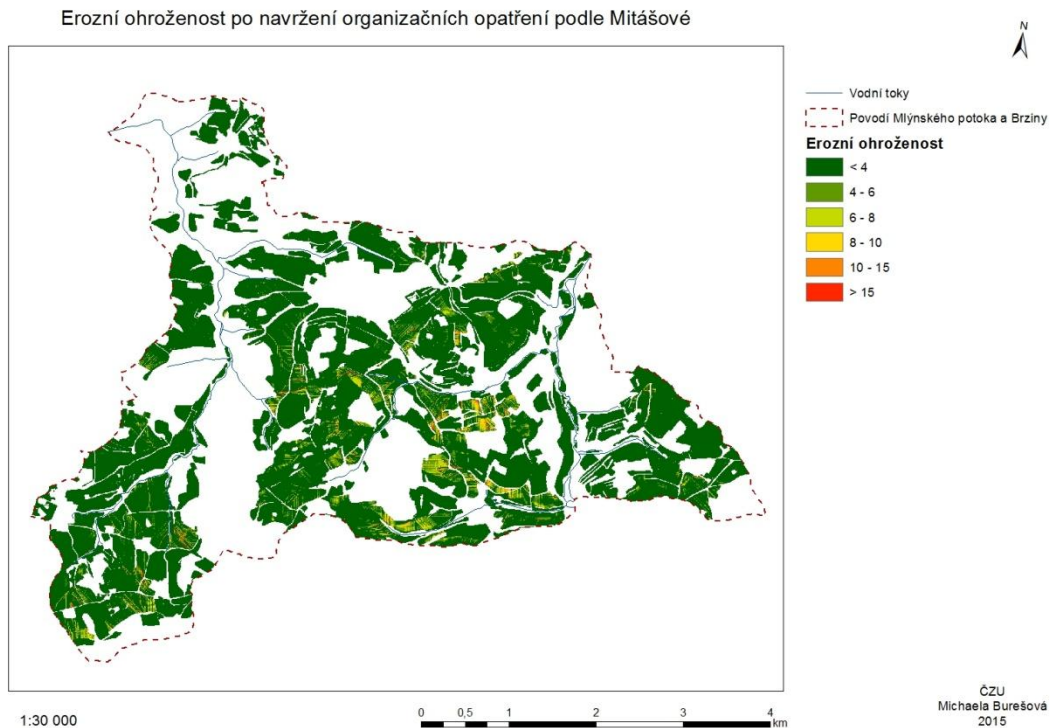 Erozní ohroženost po navržení organizačních opatření podle Mitášové
N
Vodní toky
Povodí Mlýnského potoka a Brziny
Erozní ohroženost
< 4
4 - 6
6 - 8
8 - 10
10 - 15
> 15
1:30 000
0 0,5 1 2 3 4
km
ČZU
Michaela Burešová
2015